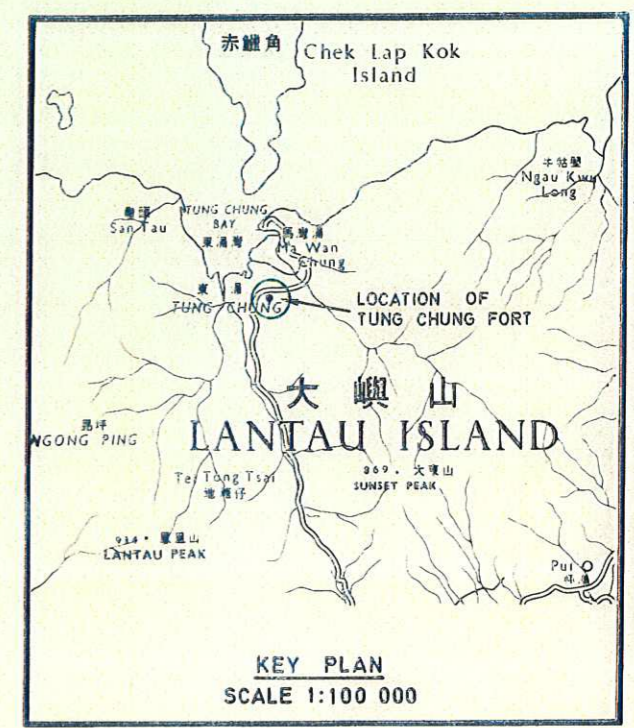 赤鱲角
Chek Lap Kok
Island
牛牯塱
Ngau Kwu
Long
San Tau
TUNG CHUNG
BAY
東涌灣
馬灣涌
Ma Wan
Chung
東涌
TUNG CHUNG
LOCATION OF
TUNG CHUNG FORT
大嶼山
LANTAU ISLAND
昂坪
NGONG PING
Tei Tong Tsai
地塘仔
869 . 大東山
SUNSET PEAK
934 . 鳳凰山
LANTAU PEAK
Pui O
KEY PLAN
SCALE 1:100 000